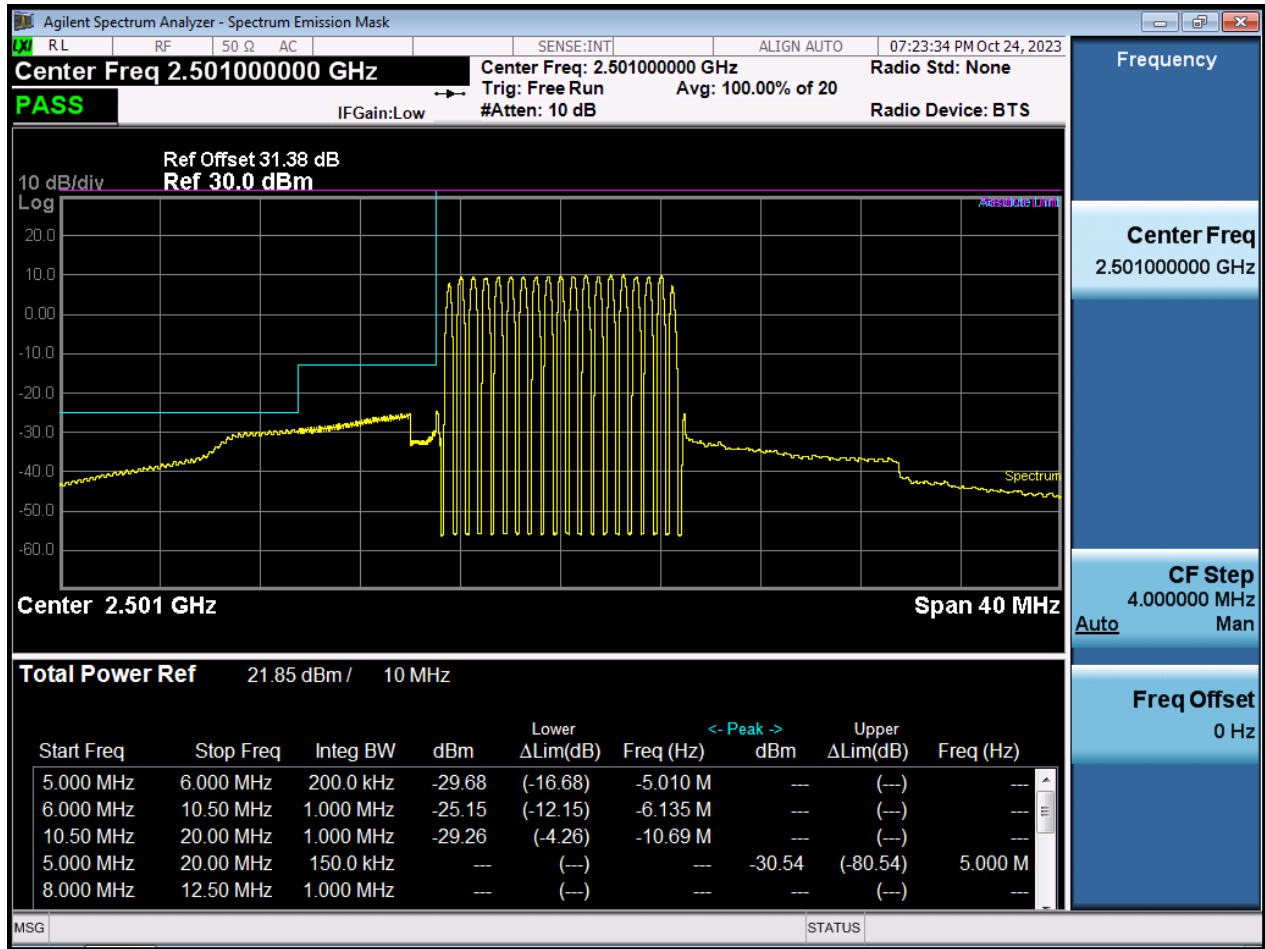 Agilent Spectrum Analyzer - Spectrum Emission Mask
LXI RL RF 50 Ω AC SENSE:INT ALIGN AUTO 07:23:34 PM Oct 24, 2023
Center Freq 2.501000000 GHz
PASS
IFGain:Low
Center Freq: 2.501000000 GHz
Trig: Free Run Avg: 100.00% of 20
#Atten: 10 dB
Radio Std: None
Radio Device: BTS
Ref Offset 31.38 dB
10 dB/div Ref 30.0 dBm
Log
Limit
20.0
10.0
0.00
-10.0
-20.0
-30.0
-40.0
Spectrum
-50.0
-60.0
Center 2.501 GHz Span 40 MHz
Total Power Ref 21.85 dBm / 10 MHz
Lower <- Peak -> Upper
Start Freq Stop Freq Integ BW dBm ΔLim(dB) Freq (Hz) dBm ΔLim(dB) Freq (Hz)
5.000 MHz 6.000 MHz 200.0 kHz -29.68 (-16.68) -5.010 M --- (---) ---
6.000 MHz 10.50 MHz 1.000 MHz -25.15 (-12.15) -6.135 M --- (---) ---
10.50 MHz 20.00 MHz 1.000 MHz -29.26 (-4.26) -10.69 M --- (---) ---
5.000 MHz 20.00 MHz 150.0 kHz --- (---) --- -30.54 (-80.54) 5.000 M
8.000 MHz 12.50 MHz 1.000 MHz --- (---) --- --- (---) ---
MSG STATUS
Frequency
Center Freq
2.501000000 GHz
CF Step
4.000000 MHz
Auto Man
Freq Offset
0 Hz